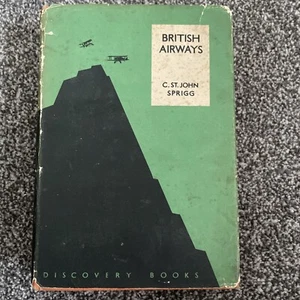 BRITISH
AIRWAYS
C. ST. JOHN
SPRIGG
DISCOVERY BOOKS